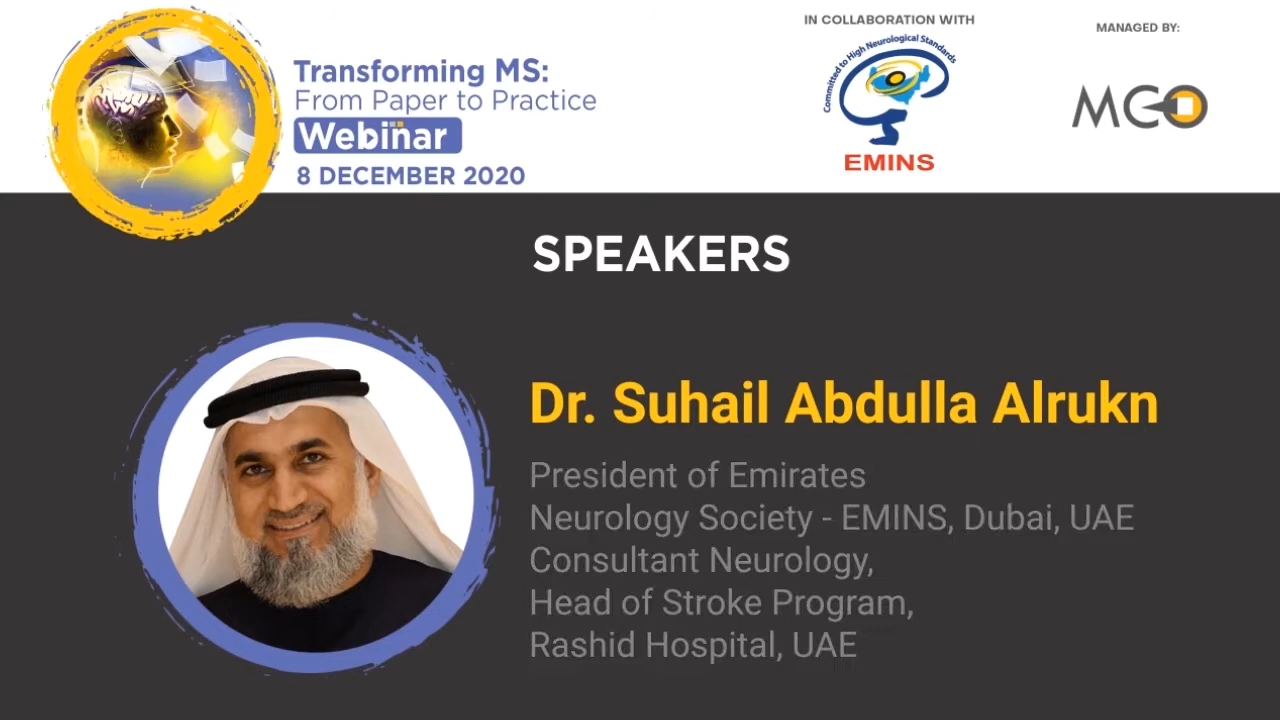 Transforming MS:
From Paper to Practice
Webinar
8 DECEMBER 2020
IN COLLABORATION WITH
Committed to High Neurological Standards
EMINS
MANAGED BY:
MCO
SPEAKERS
Dr. Suhail Abdulla Alrukn
President of Emirates
Neurology Society - EMINS, Dubai, UAE
Consultant Neurology,
Head of Stroke Program,
Rashid Hospital, UAE